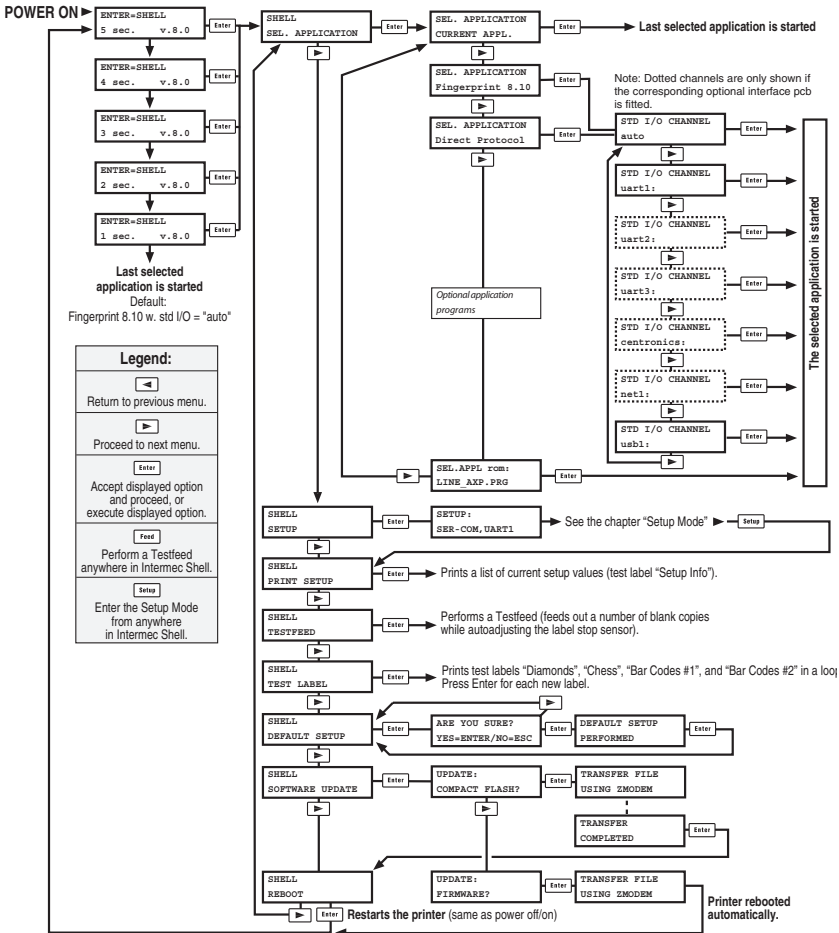 POWER ON
ENTER=SHELL
5 sec. v.8.0
Enter
ENTER=SHELL
4 sec. v.8.0
Enter
ENTER=SHELL
3 sec. v.8.0
Enter
ENTER=SHELL
2 sec. v.8.0
Enter
ENTER=SHELL
1 sec. v.8.0
Enter
Last selected
application is started
Default:
Fingerprint 8.10 w. std I/O = "auto"
Legend:
Return to previous menu.
Proceed to next menu.
Enter
Accept displayed option
and proceed, or
execute displayed option.
Feed
Perform a Testfeed
anywhere in Intermec Shell.
Setup
Enter the Setup Mode
from anywhere
in Intermec Shell.
SHELL
SEL. APPLICATION
Enter
SEL. APPLICATION
CURRENT APPL.
Enter
Last selected application is started
SEL. APPLICATION
Fingerprint 8.10
Enter
SEL. APPLICATION
Direct Protocol
Enter
Optional application
programs
SEL.APPL rom:
LINE_AXP.PRG
Enter
Note: Dotted channels are only shown if
the corresponding optional interface pcb
is fitted.
STD I/O CHANNEL
auto
Enter
STD I/O CHANNEL
uart1:
Enter
STD I/O CHANNEL
uart2:
Enter
STD I/O CHANNEL
uart3:
Enter
STD I/O CHANNEL
centronics:
Enter
STD I/O CHANNEL
net1:
Enter
STD I/O CHANNEL
usb1:
Enter
The selected application is started
SHELL
SETUP
Enter
SETUP:
SER-COM,UART1
See the chapter “Setup Mode”
Setup
SHELL
PRINT SETUP
Enter
Prints a list of current setup values (test label “Setup Info”).
SHELL
TESTFEED
Enter
Performs a Testfeed (feeds out a number of blank copies
while autoadjusting the label stop sensor).
SHELL
TEST LABEL
Enter
Prints test labels “Diamonds”, “Chess”, “Bar Codes #1”, and “Bar Codes #2” in a loop
Press Enter for each new label.
SHELL
DEFAULT SETUP
Enter
ARE YOU SURE?
YES=ENTER/NO=ESC
Enter
DEFAULT SETUP
PERFORMED
Enter
SHELL
SOFTWARE UPDATE
Enter
UPDATE:
COMPACT FLASH?
Enter
TRANSFER FILE
USING ZMODEM
TRANSFER
COMPLETED
Enter
SHELL
REBOOT
UPDATE:
FIRMWARE?
Enter
TRANSFER FILE
USING ZMODEM
Printer rebooted
automatically.
Enter
Restarts the printer (same as power off/on)